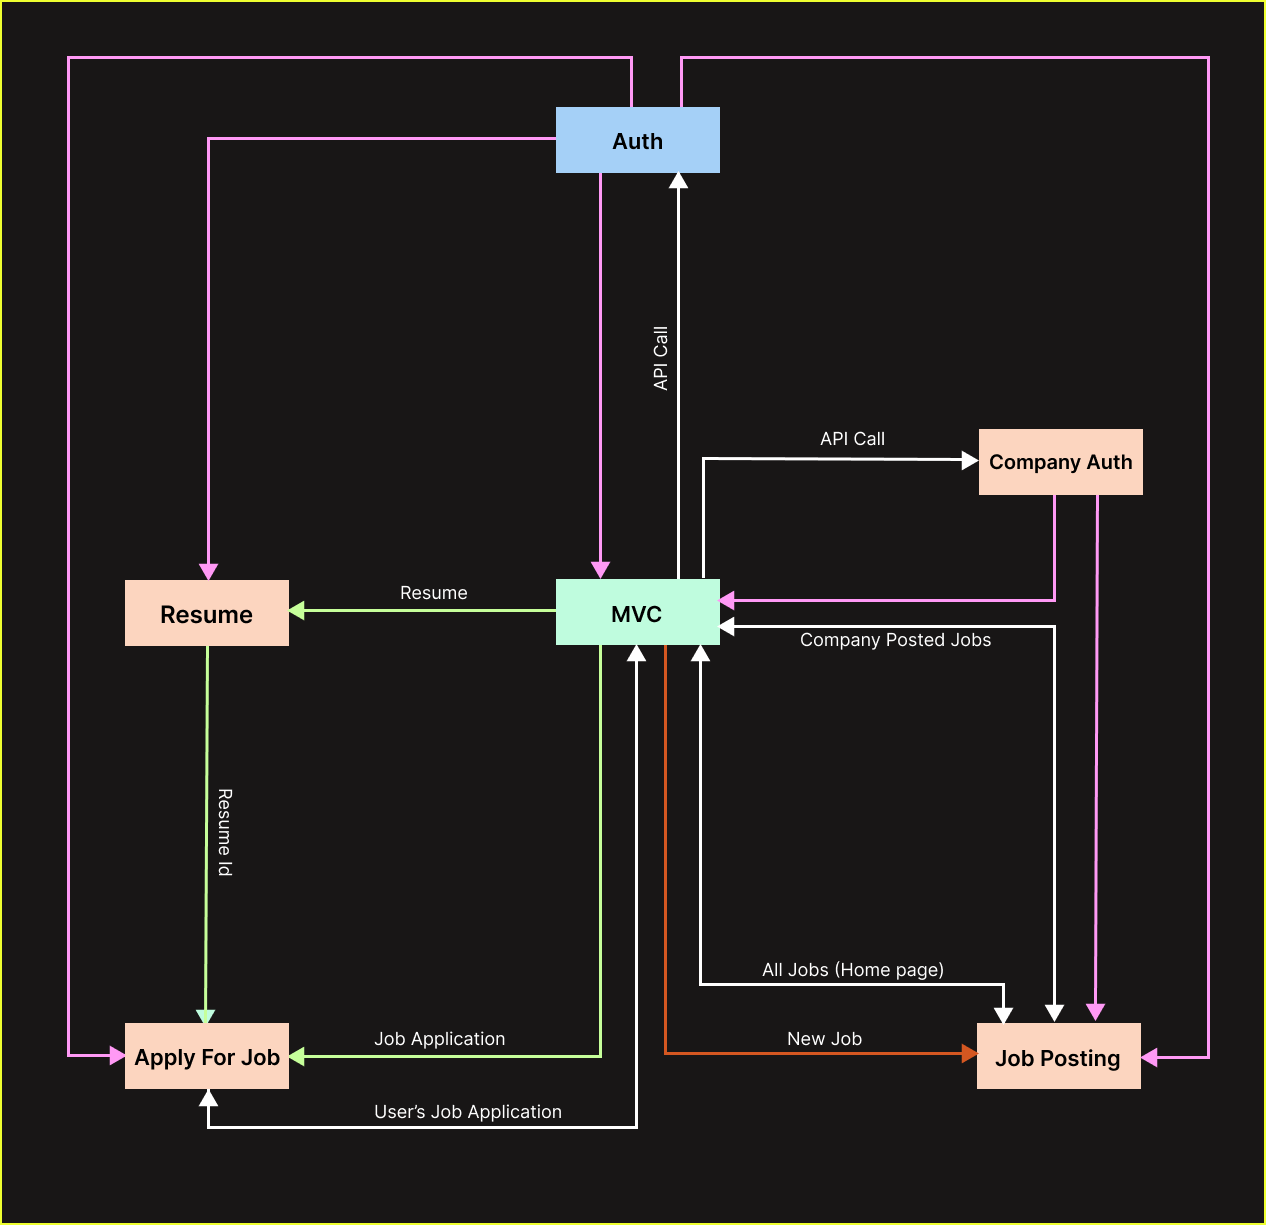 Auth
API Call
API Call
Company Auth
Resume
Resume
MVC
Company Posted Jobs
Resume Id
All Jobs (Home page)
Job Application
New Job
Apply For Job
Job Posting
User’s Job Application